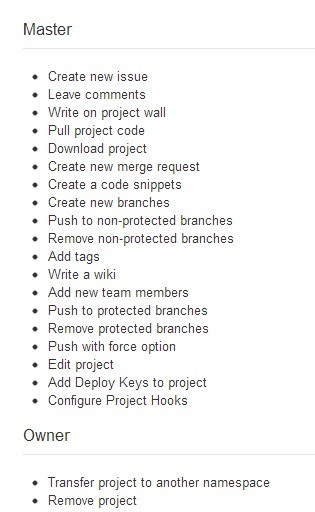 Master
Create new issue
Leave comments
Write on project wall
Pull project code
Download project
Create new merge request
Create a code snippets
Create new branches
Push to non-protected branches
Remove non-protected branches
Add tags
Write a wiki
Add new team members
Push to protected branches
Remove protected branches
Push with force option
Edit project
Add Deploy Keys to project
Configure Project Hooks
Owner
Transfer project to another namespace
Remove project